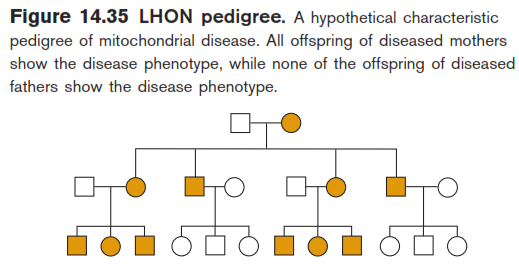 Figure 14.35 LHON pedigree. A hypothetical characteristic
pedigree of mitochondrial disease. All offspring of diseased mothers
show the disease phenotype, while none of the offspring of diseased
fathers show the disease phenotype.